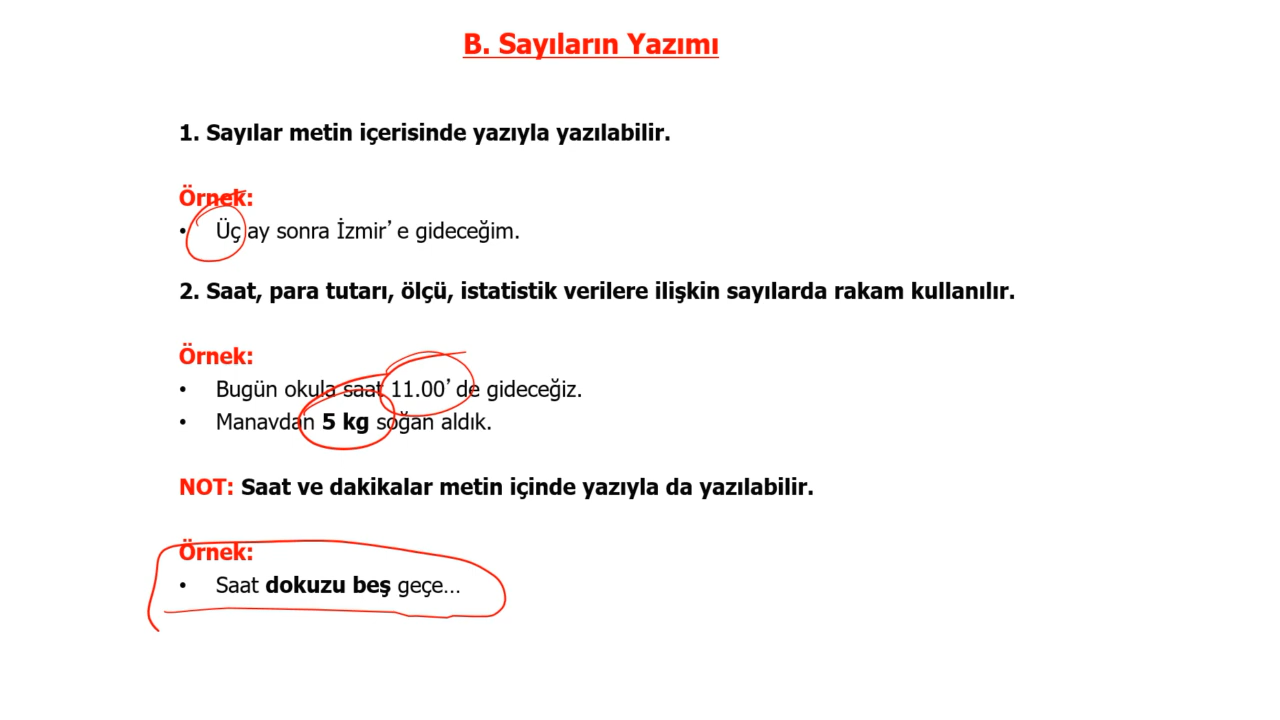 B. Sayıların Yazımı
1. Sayılar metin içerisinde yazıyla yazılabilir.
Örnek:
• Üç ay sonra İzmir’ e gideceğim.
2. Saat, para tutarı, ölçü, istatistik verilere ilişkin sayılarda rakam kullanılır.
Örnek:
• Bugün okula saat 11.00’ de gideceğiz.
• Manavdan 5 kg soğan aldık.
NOT: Saat ve dakikalar metin içinde yazıyla da yazılabilir.
Örnek:
• Saat dokuzu beş geçe…